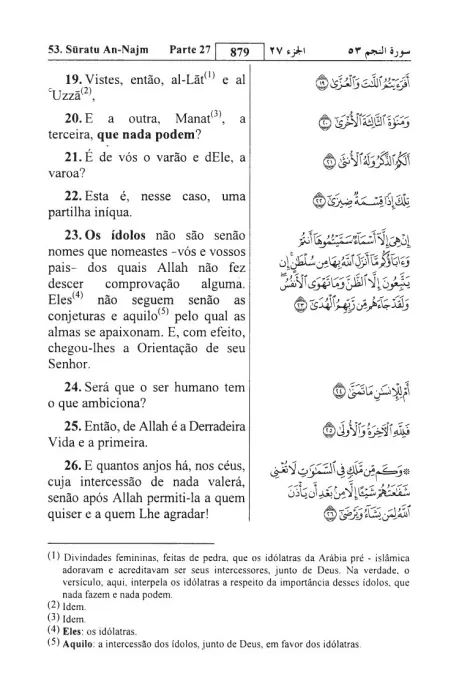 53. Sūratu An-Najm Parte 27 879 الجزء ٢٧ سورة النجم ٥٣
19. Vistes, então, al-Lāt(1) e al
ᶜUzzā(2),
20. E a outra, Manat(3), a
terceira, que nada podem?
21. É de vós o varão e dEle, a
varoa?
22. Esta é, nesse caso, uma
partilha iníqua.
23. Os ídolos não são senão
nomes que nomeastes -vós e vossos
pais- dos quais Allah não fez
descer comprovação alguma.
Eles(4) não seguem senão as
conjeturas e aquilo(5) pelo qual as
almas se apaixonam. E, com efeito,
chegou-lhes a Orientação de seu
Senhor.
24. Será que o ser humano tem
o que ambiciona?
25. Então, de Allah é a Derradeira
Vida e a primeira.
26. E quantos anjos há, nos céus,
cuja intercessão de nada valerá,
senão após Allah permiti-la a quem
quiser e a quem Lhe agradar!
أَفَرَءَيْتُمُ ٱللَّٰتَ وَٱلْعُزَّىٰ ١٩
وَمَنَوٰةَ ٱلثَّالِثَةَ ٱلْأُخْرَىٰٓ ٢٠
أَلَكُمُ ٱلذَّكَرُ وَلَهُ ٱلْأُنثَىٰ ٢١
تِلْكَ إِذًا قِسْمَةٌ ضِيزَىٰٓ ٢٢
إِنْ هِىَ إِلَّآ أَسْمَآءٌ سَمَّيْتُمُوهَآ أَنتُمْ
وَءَابَآؤُكُم مَّآ أَنزَلَ ٱللَّهُ بِهَا مِن سُلْطَٰنٍ إِن
يَتَّبِعُونَ إِلَّا ٱلظَّنَّ وَمَا تَهْوَى ٱلْأَنفُسُ
وَلَقَدْ جَآءَهُم مِّن رَّبِّهِمُ ٱلْهُدَىٰٓ ٢٣
أَمْ لِلْإِنسَٰنِ مَا تَمَنَّىٰ ٢٤
فَلِلَّهِ ٱلْءَاخِرَةُ وَٱلْأُولَىٰ ٢٥
۞ وَكَم مِّن مَّلَكٍ فِى ٱلسَّمَٰوَٰتِ لَا تُغْنِى
شَفَٰعَتُهُمْ شَيْـًٔا إِلَّا مِنۢ بَعْدِ أَن يَأْذَنَ
ٱللَّهُ لِمَن يَشَآءُ وَيَرْضَىٰٓ ٢٦
(1) Divindades femininas, feitas de pedra, que os idólatras da Arábia pré - islâmica
adoravam e acreditavam ser seus intercessores, junto de Deus. Na verdade, o
versículo, aqui, interpela os idólatras a respeito da importância desses ídolos, que
nada fazem e nada podem.
(2) Idem.
(3) Idem.
(4) Eles: os idólatras.
(5) Aquilo: a intercessão dos ídolos, junto de Deus, em favor dos idólatras.